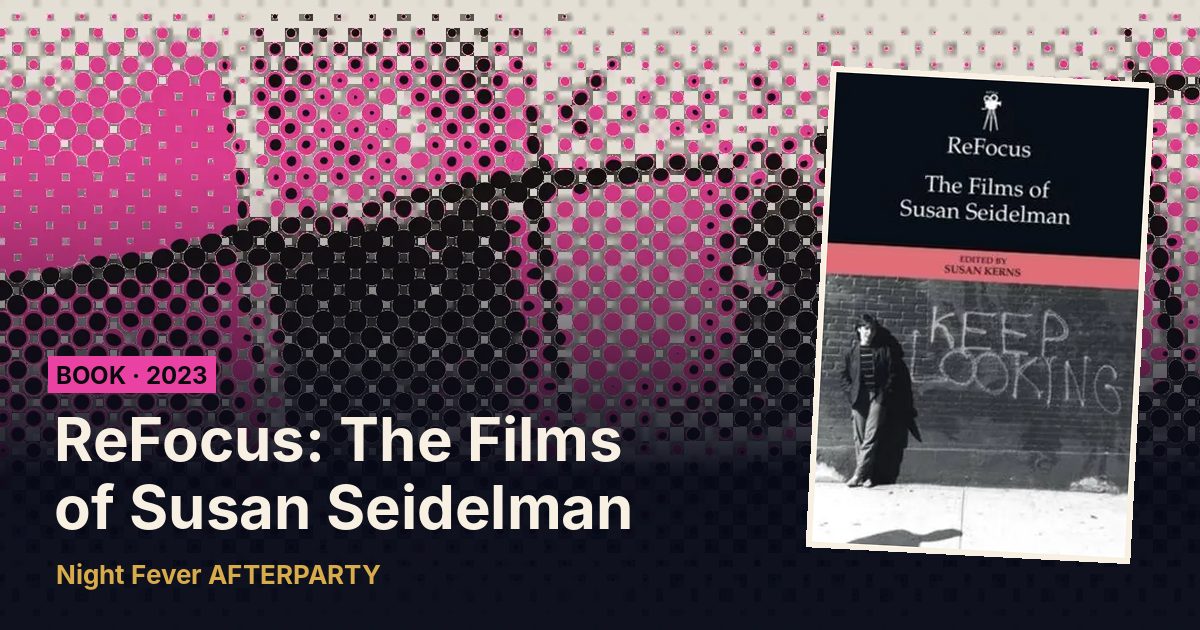 BOOK · 2023
ReFocus: The Films
of Susan Seidelman
Night Fever AFTERPARTY
ReFocus
The Films of
Susan Seidelman
EDITED BY
SUSAN KERNS
KEEP
LOOKING